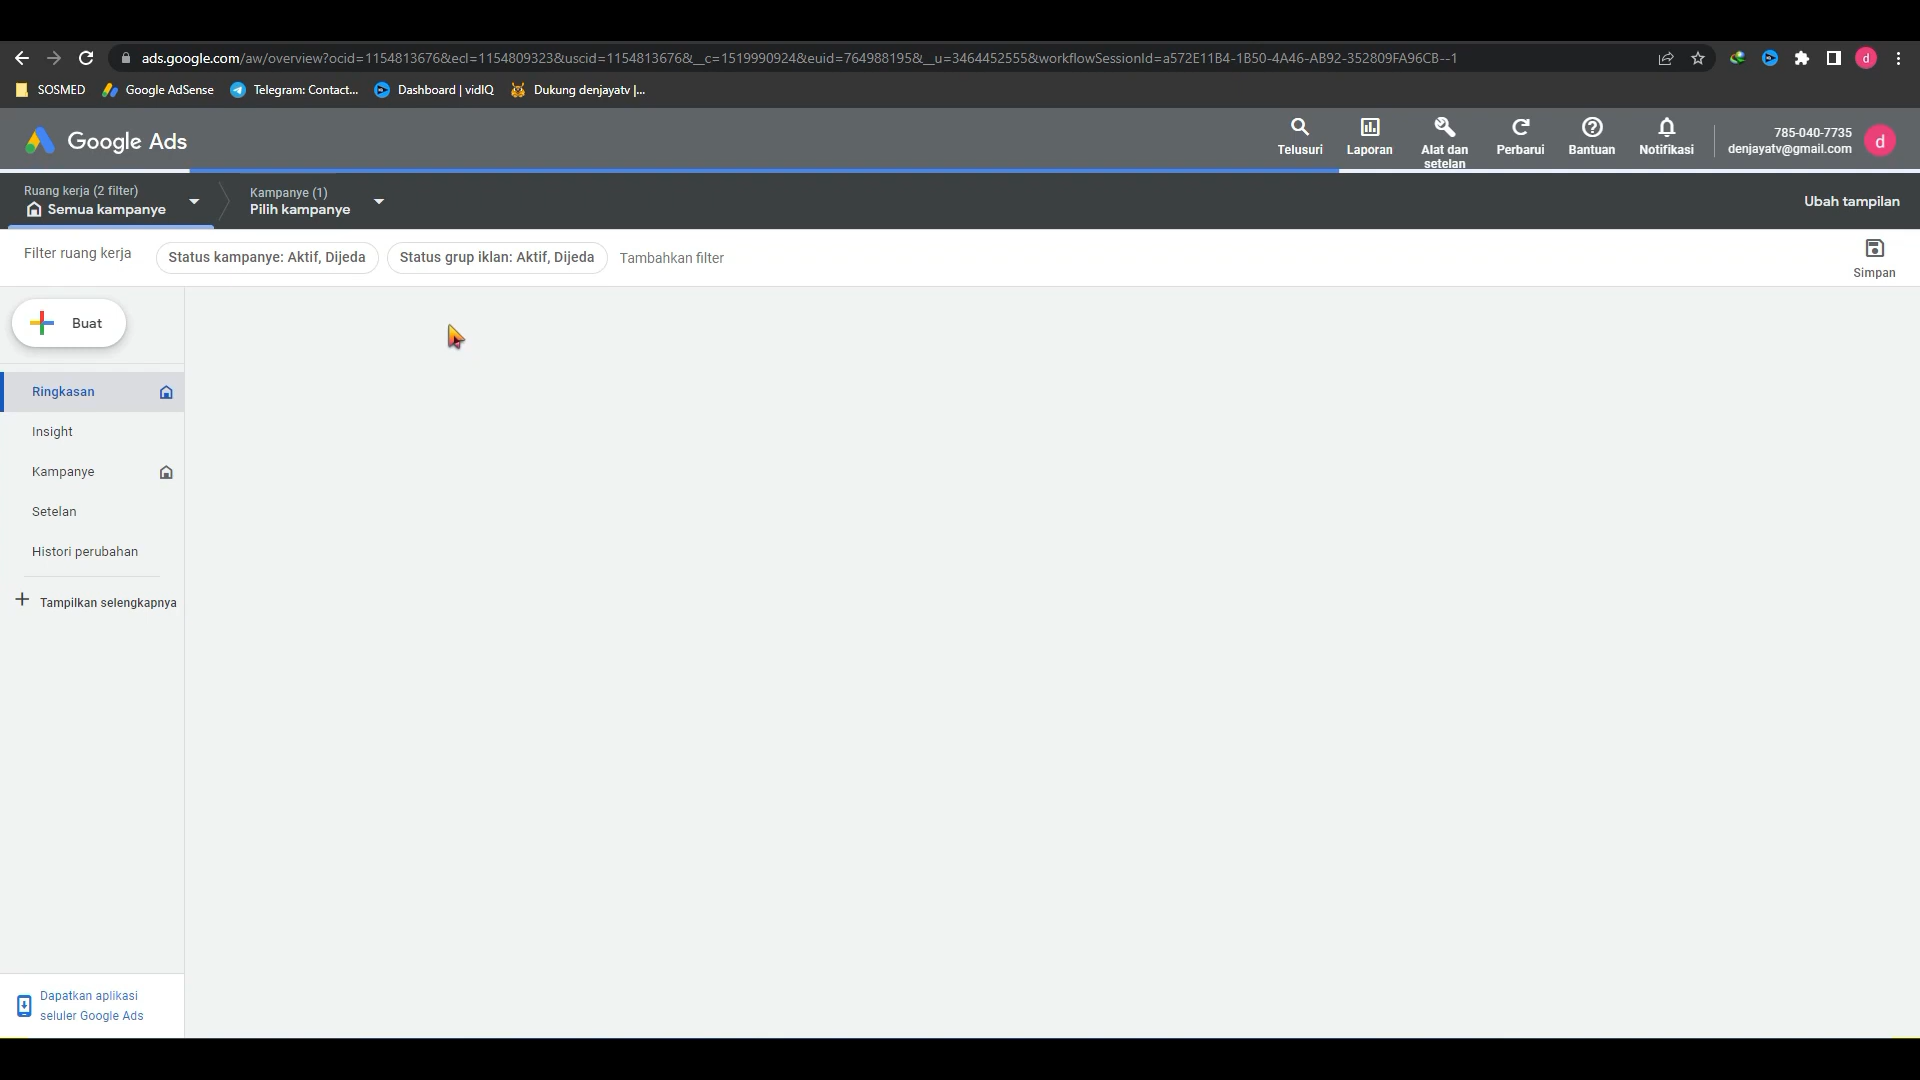 ads.google.com/aw/overview?ocid=1154813676&ecl=1154809323&uscid=1154813676&__c=1519990924&euid=764988195&__u=3464452555&workflowSessionId=a572E11B4-1B50-4A46-AB92-352809FA96CB--1
d
SOSMED
Google AdSense
Telegram: Contact...
Dashboard | vidIQ
Dukung denjayatv |...
Google Ads
Telusuri
Laporan
Alat dan
setelan
Perbarui
Bantuan
Notifikasi
785-040-7735
denjayatv@gmail.com
d
Ruang kerja (2 filter)
Semua kampanye
Kampanye (1)
Pilih kampanye
Ubah tampilan
Filter ruang kerja
Status kampanye: Aktif, Dijeda
Status grup iklan: Aktif, Dijeda
Tambahkan filter
Simpan
Buat
Ringkasan
Insight
Kampanye
Setelan
Histori perubahan
Tampilkan selengkapnya
Dapatkan aplikasi
seluler Google Ads